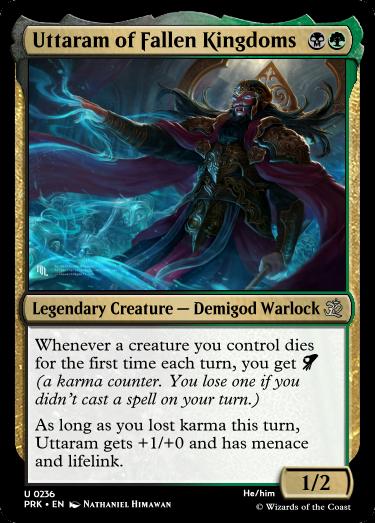 Uttaram of Fallen Kingdoms
Legendary Creature — Demigod Warlock
Whenever a creature you control dies
for the first time each turn, you get
(a karma counter. You lose one if you
didn't cast a spell on your turn.)
As long as you lost karma this turn,
Uttaram gets +1/+0 and has menace
and lifelink.
1/2
U 0236
PRK • EN Nathaniel Himawan
He/him
© Wizards of the Coast